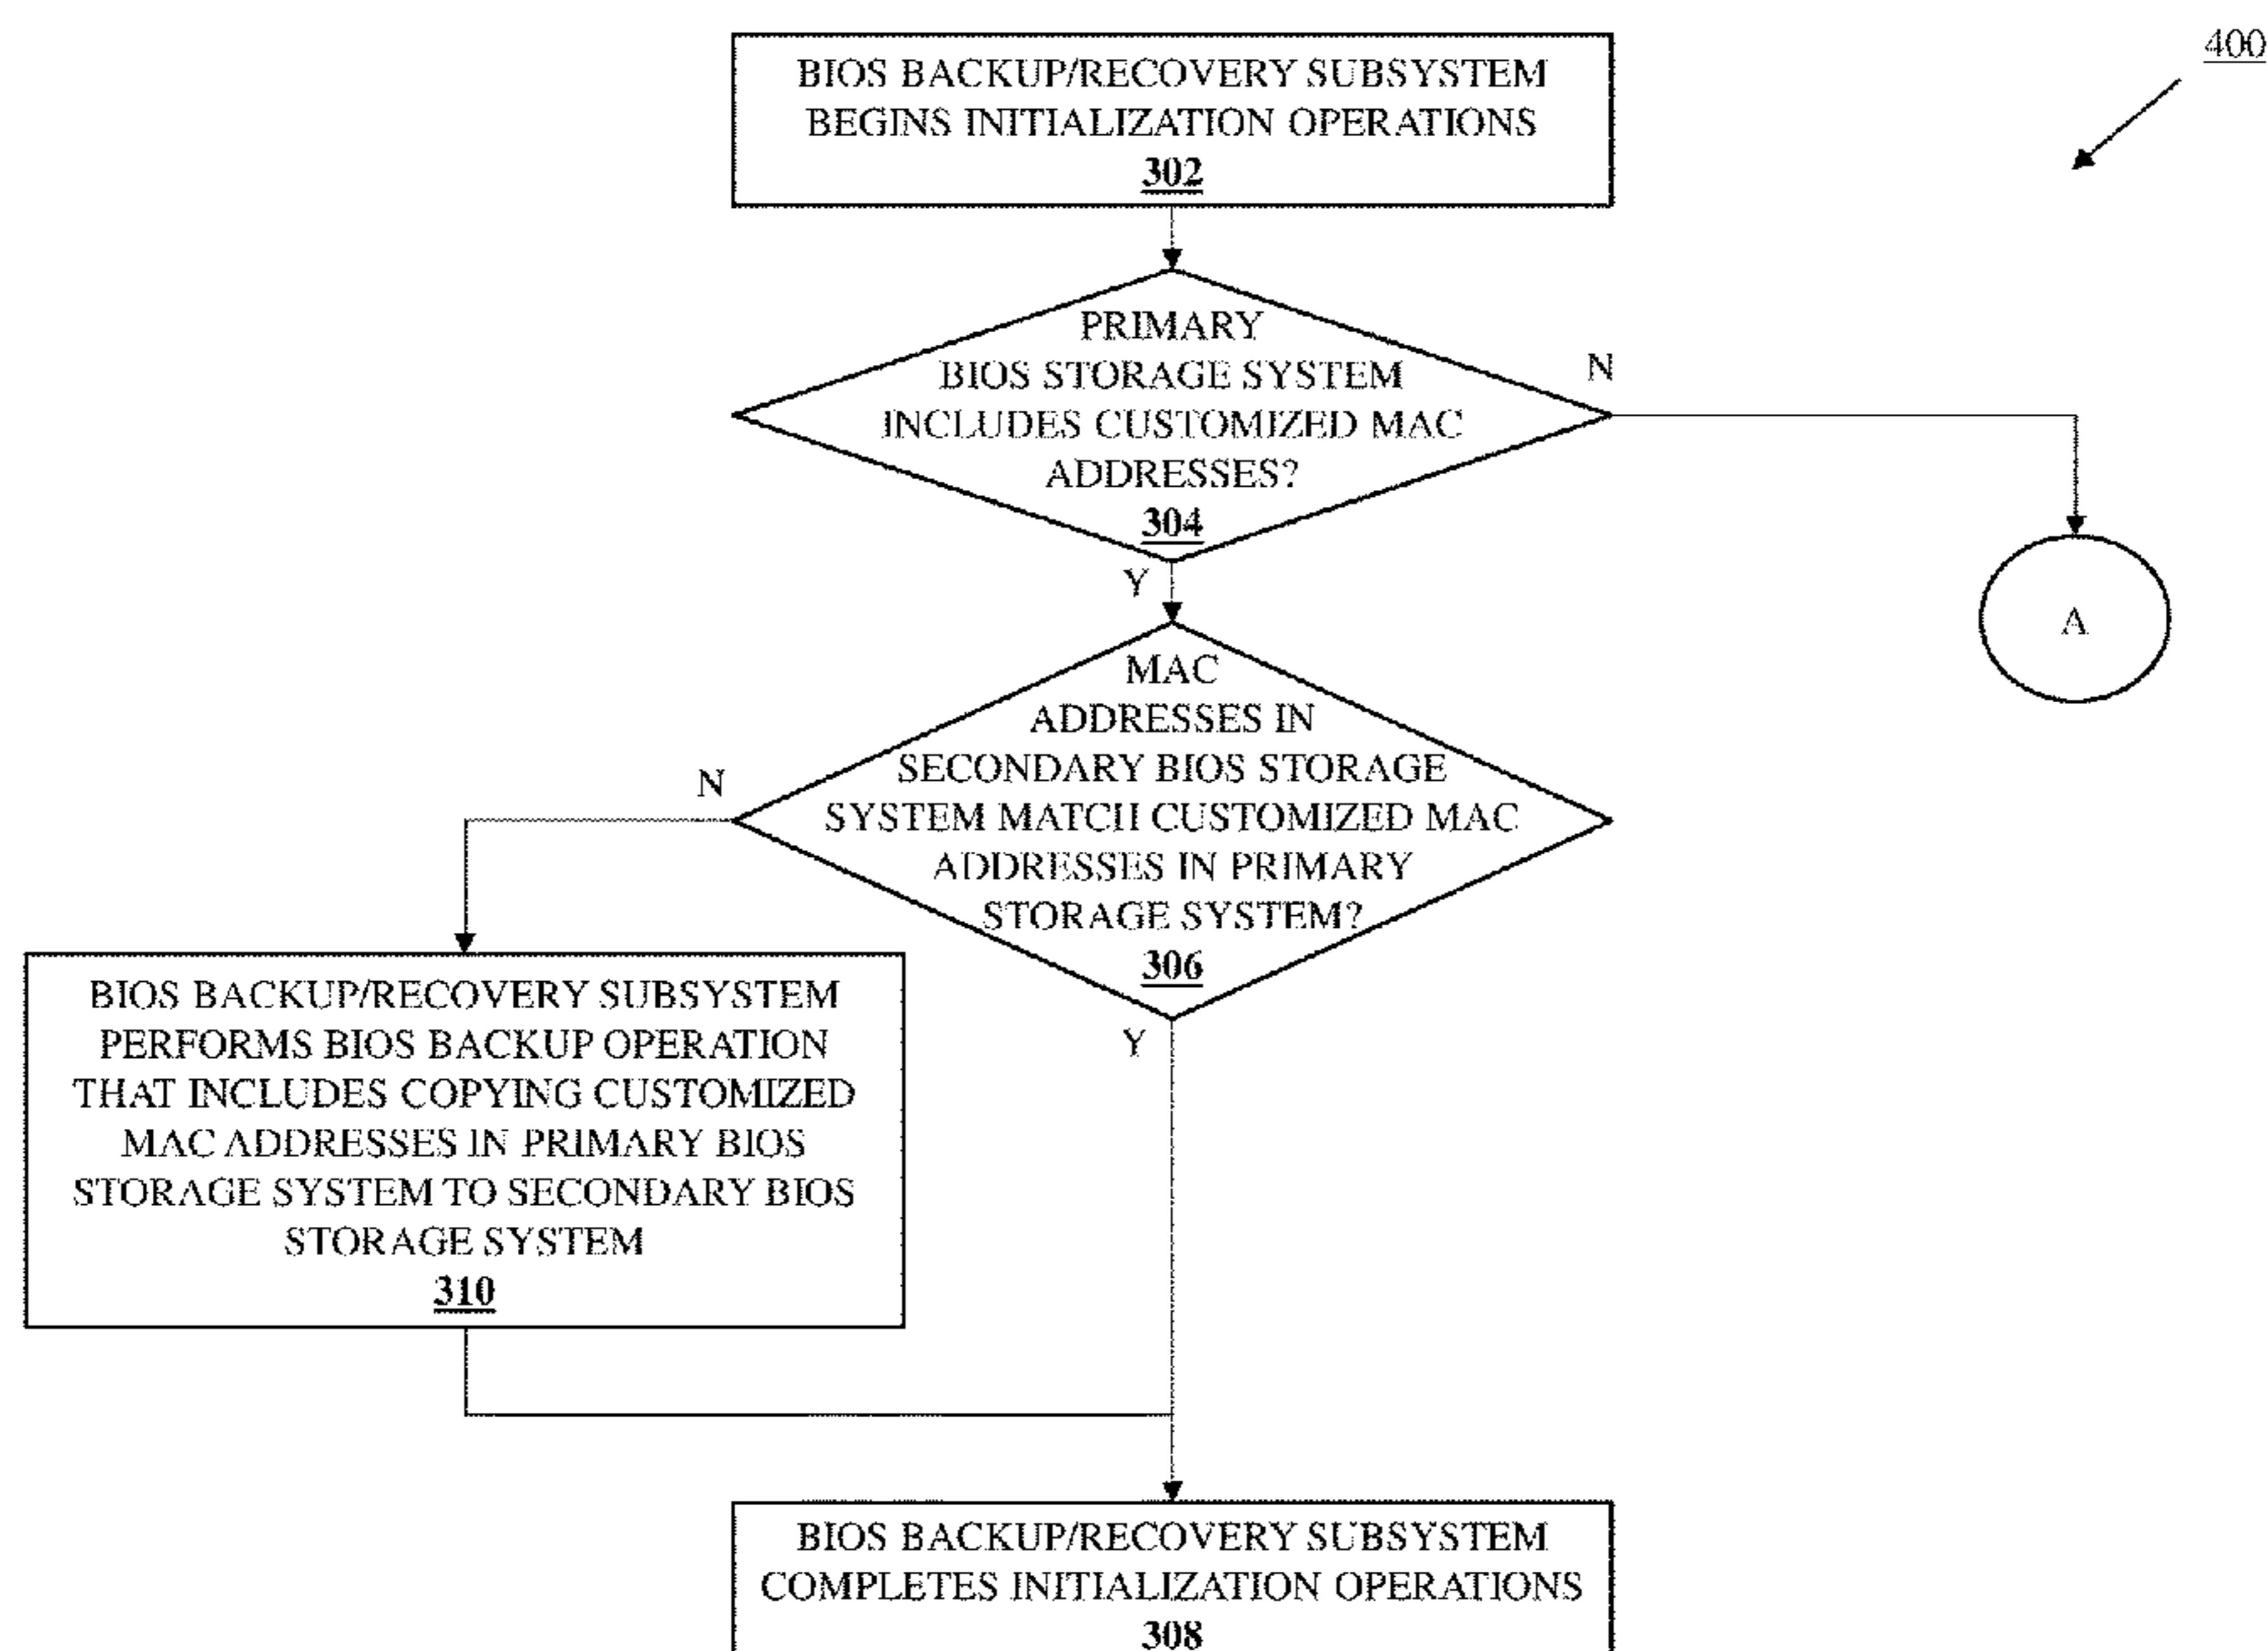 400
BIOS BACKUP/RECOVERY SUBSYSTEM
BEGINS INITIALIZATION OPERATIONS
302
PRIMARY
BIOS STORAGE SYSTEM
INCLUDES CUSTOMIZED MAC
ADDRESSES?
304
N
Y
A
MAC
ADDRESSES IN
SECONDARY BIOS STORAGE
SYSTEM MATCH CUSTOMIZED MAC
ADDRESSES IN PRIMARY
STORAGE SYSTEM?
306
N
Y
BIOS BACKUP/RECOVERY SUBSYSTEM
PERFORMS BIOS BACKUP OPERATION
THAT INCLUDES COPYING CUSTOMIZED
MAC ADDRESSES IN PRIMARY BIOS
STORAGE SYSTEM TO SECONDARY BIOS
STORAGE SYSTEM
310
BIOS BACKUP/RECOVERY SUBSYSTEM
COMPLETES INITIALIZATION OPERATIONS
308